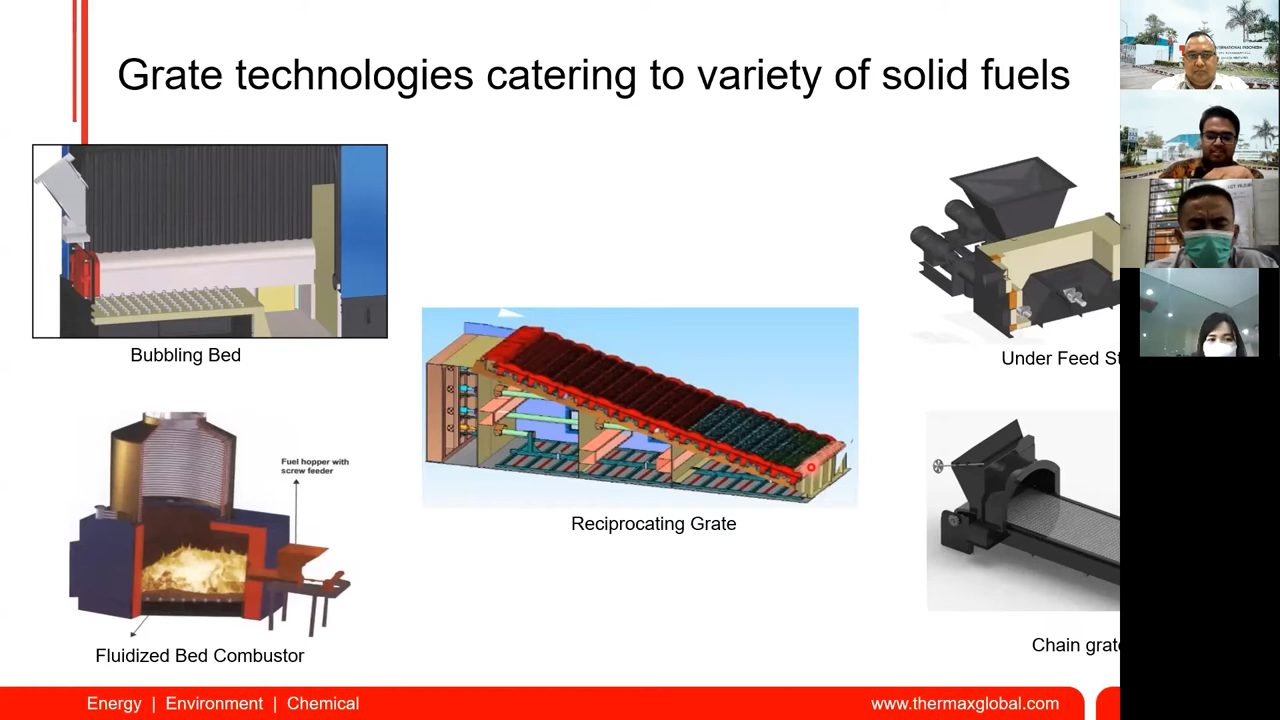 Grate technologies catering to variety of solid fuels
Bubbling Bed
Under Feed St
Fuel hopper with
screw feeder
Reciprocating Grate
Chain grate
Fluidized Bed Combustor
Energy | Environment | Chemical
www.thermaxglobal.com